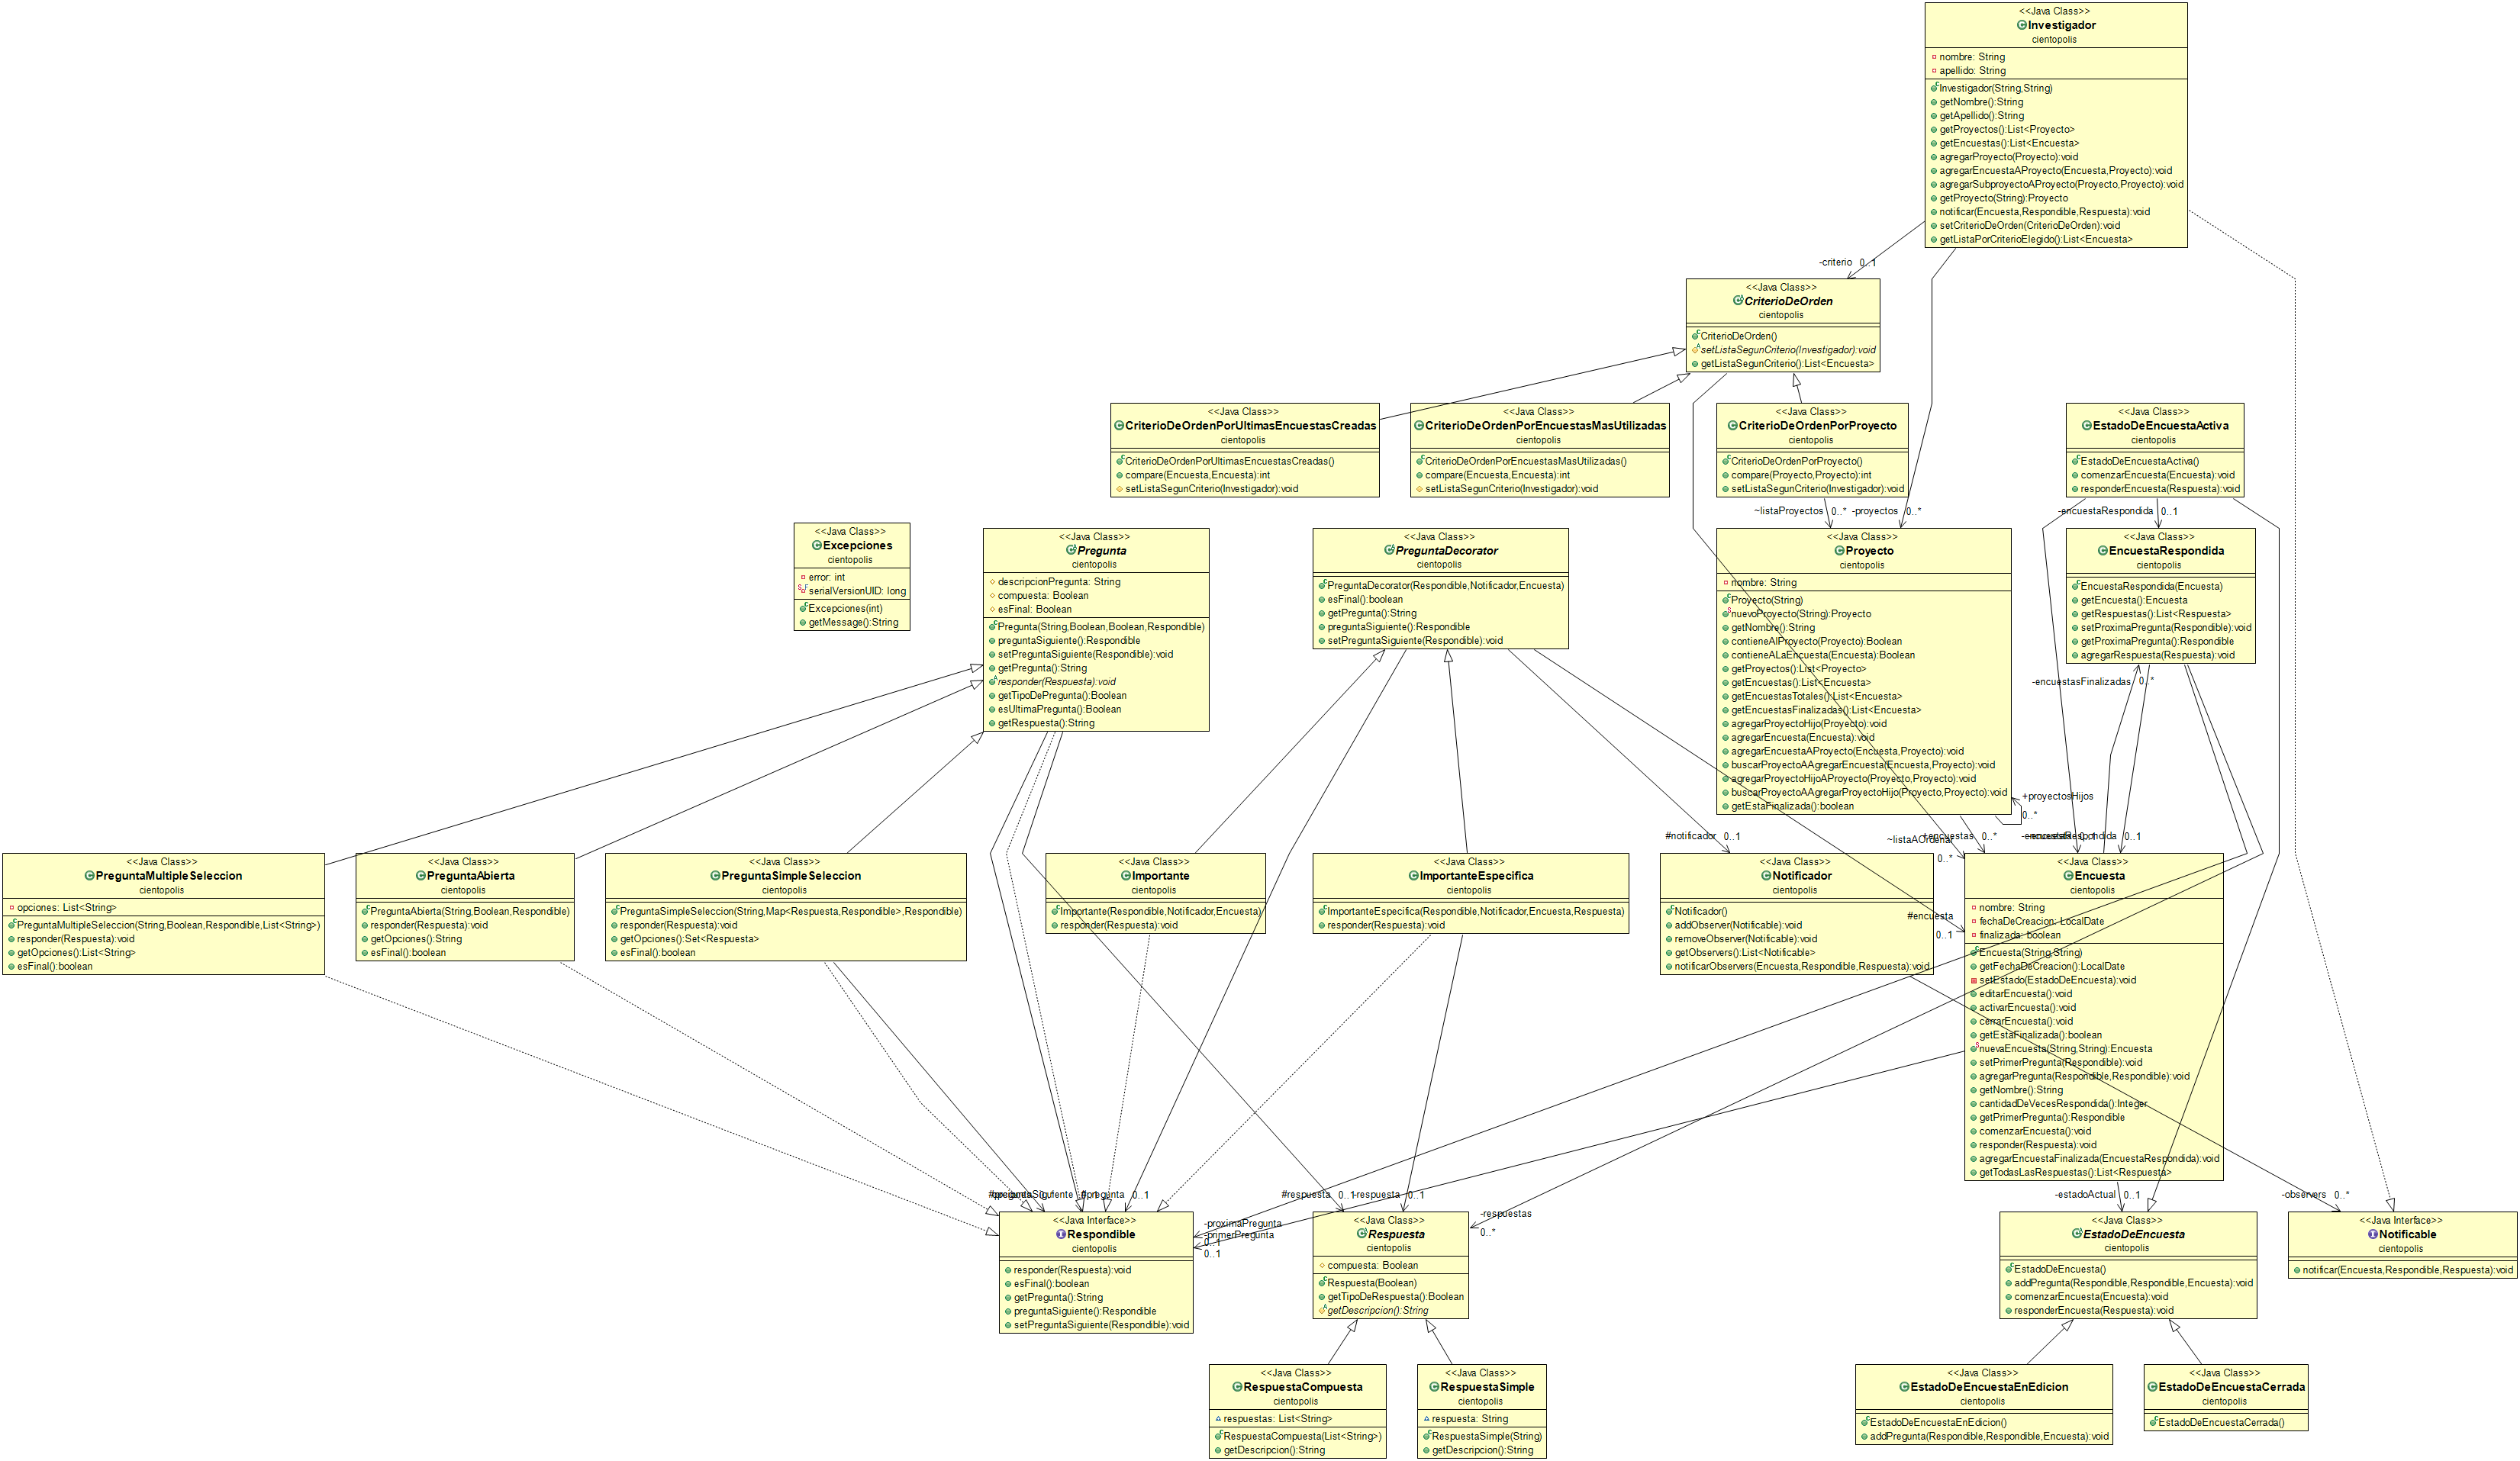 <<Java Class>>
Investigador
cientopolis
nombre: String
apellido: String
Investigador(String,String)
getNombre():String
getApellido():String
getProyectos():List<Proyecto>
getEncuestas():List<Encuesta>
agregarProyecto(Proyecto):void
agregarEncuestaAProyecto(Encuesta,Proyecto):void
agregarSubproyectoAProyecto(Proyecto,Proyecto):void
getProyecto(String):Proyecto
notificar(Encuesta,Respondible,Respuesta):void
setCriterioDeOrden(CriterioDeOrden):void
getListaPorCriterioElegido():List<Encuesta>
-criterio 0..1
<<Java Class>>
CriterioDeOrden
cientopolis
CriterioDeOrden()
setListaSegunCriterio(Investigador):void
getListaSegunCriterio():List<Encuesta>
<<Java Class>>
CriterioDeOrdenPorUltimasEncuestasCreadas
cientopolis
CriterioDeOrdenPorUltimasEncuestasCreadas()
compare(Encuesta,Encuesta):int
setListaSegunCriterio(Investigador):void
<<Java Class>>
CriterioDeOrdenPorEncuestasMasUtilizadas
cientopolis
CriterioDeOrdenPorEncuestasMasUtilizadas()
compare(Encuesta,Encuesta):int
setListaSegunCriterio(Investigador):void
<<Java Class>>
CriterioDeOrdenPorProyecto
cientopolis
CriterioDeOrdenPorProyecto()
compare(Proyecto,Proyecto):int
setListaSegunCriterio(Investigador):void
<<Java Class>>
EstadoDeEncuestaActiva
cientopolis
EstadoDeEncuestaActiva()
comenzarEncuesta(Encuesta):void
responderEncuesta(Respuesta):void
~listaProyectos 0..*
-proyectos 0..*
-encuestaRespondida 0..1
<<Java Class>>
Excepciones
cientopolis
error: int
serialVersionUID: long
Excepciones(int)
getMessage():String
<<Java Class>>
Pregunta
cientopolis
descripcionPregunta: String
compuesta: Boolean
esFinal: Boolean
Pregunta(String,Boolean,Boolean,Respondible)
preguntaSiguiente():Respondible
setPreguntaSiguiente(Respondible):void
getPregunta():String
responder(Respuesta):void
getTipoDePregunta():Boolean
esUltimaPregunta():Boolean
getRespuesta():String
<<Java Class>>
PreguntaDecorator
cientopolis
PreguntaDecorator(Respondible,Notificador,Encuesta)
esFinal():boolean
getPregunta():String
preguntaSiguiente():Respondible
setPreguntaSiguiente(Respondible):void
<<Java Class>>
Proyecto
cientopolis
nombre: String
Proyecto(String)
nuevoProyecto(String):Proyecto
getNombre():String
contieneAlProyecto(Proyecto):Boolean
contieneALaEncuesta(Encuesta):Boolean
getProyectos():List<Proyecto>
getEncuestas():List<Encuesta>
getEncuestasTotales():List<Encuesta>
getEncuestasFinalizadas():List<Encuesta>
agregarProyectoHijo(Proyecto):void
agregarEncuesta(Encuesta):void
agregarEncuestaAProyecto(Encuesta,Proyecto):void
buscarProyectoAAgregarEncuesta(Encuesta,Proyecto):void
agregarProyectoHijoAProyecto(Proyecto,Proyecto):void
buscarProyectoAAgregarProyectoHijo(Proyecto,Proyecto):void
getEstaFinalizada():boolean
<<Java Class>>
EncuestaRespondida
cientopolis
EncuestaRespondida(Encuesta)
getEncuesta():Encuesta
getRespuestas():List<Respuesta>
setProximaPregunta(Respondible):void
getProximaPregunta():Respondible
agregarRespuesta(Respuesta):void
-encuestasFinalizadas 0..*
+proyectosHijos
0..*
#notificador 0..1
~listaAOrdenar
0..*
+encuestas 0..*
0..1
<<Java Class>>
PreguntaMultipleSeleccion
cientopolis
opciones: List<String>
PreguntaMultipleSeleccion(String,Boolean,Respondible,List<String>)
responder(Respuesta):void
getOpciones():List<String>
esFinal():boolean
<<Java Class>>
PreguntaAbierta
cientopolis
PreguntaAbierta(String,Boolean,Respondible)
responder(Respuesta):void
getOpciones():String
esFinal():boolean
<<Java Class>>
PreguntaSimpleSeleccion
cientopolis
PreguntaSimpleSeleccion(String,Map<Respuesta,Respondible>,Respondible)
responder(Respuesta):void
getOpciones():Set<Respuesta>
esFinal():boolean
<<Java Class>>
Importante
cientopolis
Importante(Respondible,Notificador,Encuesta)
responder(Respuesta):void
<<Java Class>>
ImportanteEspecifica
cientopolis
ImportanteEspecifica(Respondible,Notificador,Encuesta,Respuesta)
responder(Respuesta):void
<<Java Class>>
Notificador
cientopolis
Notificador()
addObserver(Notificable):void
removeObserver(Notificable):void
getObservers():List<Notificable>
notificarObservers(Encuesta,Respondible,Respuesta):void
#encuesta
0..1
<<Java Class>>
Encuesta
cientopolis
nombre: String
fechaDeCreacion: LocalDate
finalizada: boolean
Encuesta(String,String)
getFechaDeCreacion():LocalDate
setEstado(EstadoDeEncuesta):void
editarEncuesta():void
activarEncuesta():void
cerrarEncuesta():void
getEstaFinalizada():boolean
nuevaEncuesta(String,String):Encuesta
setPrimerPregunta(Respondible):void
agregarPregunta(Respondible,Respondible):void
getNombre():String
cantidadDeVecesRespondida():Integer
getPrimerPregunta():Respondible
comenzarEncuesta():void
responder(Respuesta):void
agregarEncuestaFinalizada(EncuestaRespondida):void
getTodasLasRespuestas():List<Respuesta>
#pregunta 0..1
#respuesta 0..1
-respuesta 0..1
-estadoActual 0..1
-observers 0..*
-proximaPregunta
0..1
-primerPregunta
0..1
-respuestas
0..*
<<Java Interface>>
Respondible
cientopolis
responder(Respuesta):void
esFinal():boolean
getPregunta():String
preguntaSiguiente():Respondible
setPreguntaSiguiente(Respondible):void
<<Java Class>>
Respuesta
cientopolis
compuesta: Boolean
Respuesta(Boolean)
getTipoDeRespuesta():Boolean
getDescripcion():String
<<Java Class>>
EstadoDeEncuesta
cientopolis
EstadoDeEncuesta()
addPregunta(Respondible,Respondible,Encuesta):void
comenzarEncuesta(Encuesta):void
responderEncuesta(Respuesta):void
<<Java Interface>>
Notificable
cientopolis
notificar(Encuesta,Respondible,Respuesta):void
<<Java Class>>
RespuestaCompuesta
cientopolis
respuestas: List<String>
RespuestaCompuesta(List<String>)
getDescripcion():String
<<Java Class>>
RespuestaSimple
cientopolis
respuesta: String
RespuestaSimple(String)
getDescripcion():String
<<Java Class>>
EstadoDeEncuestaEnEdicion
cientopolis
EstadoDeEncuestaEnEdicion()
addPregunta(Respondible,Respondible,Encuesta):void
<<Java Class>>
EstadoDeEncuestaCerrada
cientopolis
EstadoDeEncuestaCerrada()